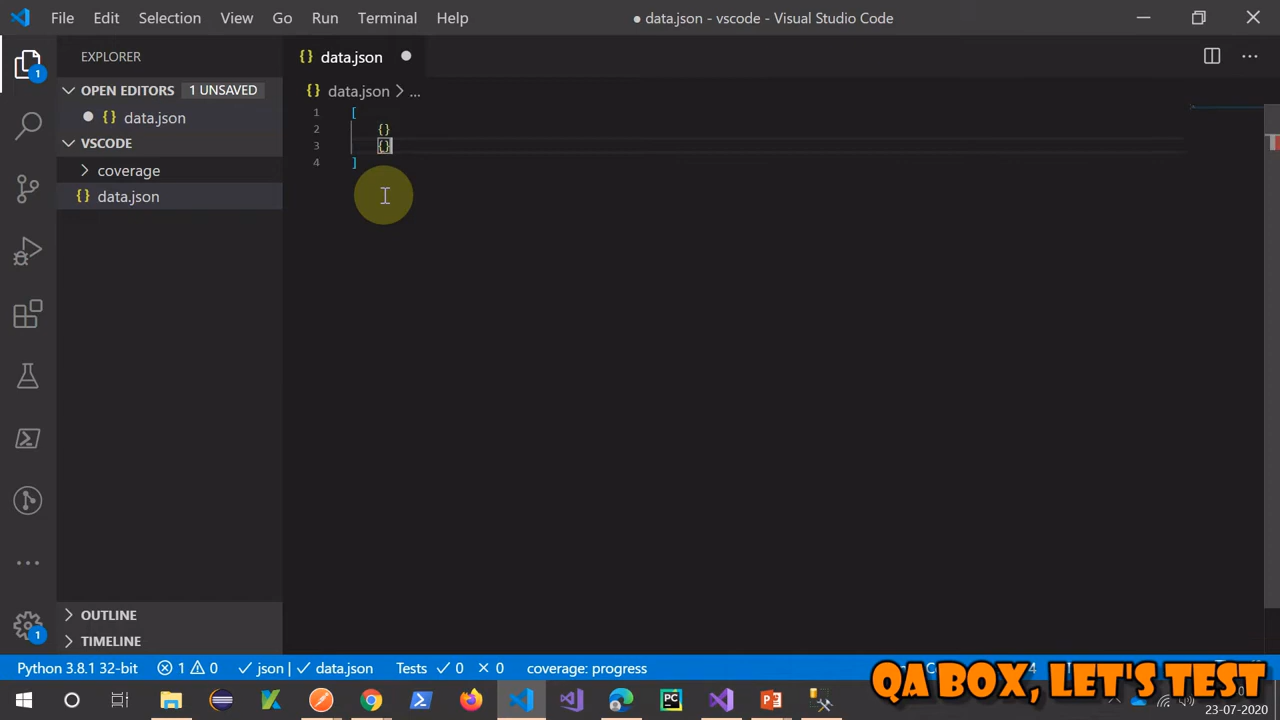 File Edit Selection View Go Run Terminal Help
● data.json - vscode - Visual Studio Code
EXPLORER
{} data.json ●
OPEN EDITORS 1 UNSAVED
{} data.json > ...
● {} data.json
VSCODE
coverage
{} data.json
1 [
2 {}
3 {}
4 ]
1
OUTLINE
TIMELINE
1
Python 3.8.1 32-bit 1 0 json | data.json Tests 0 0 coverage: progress
QA BOX, LET'S TEST
23-07-2020